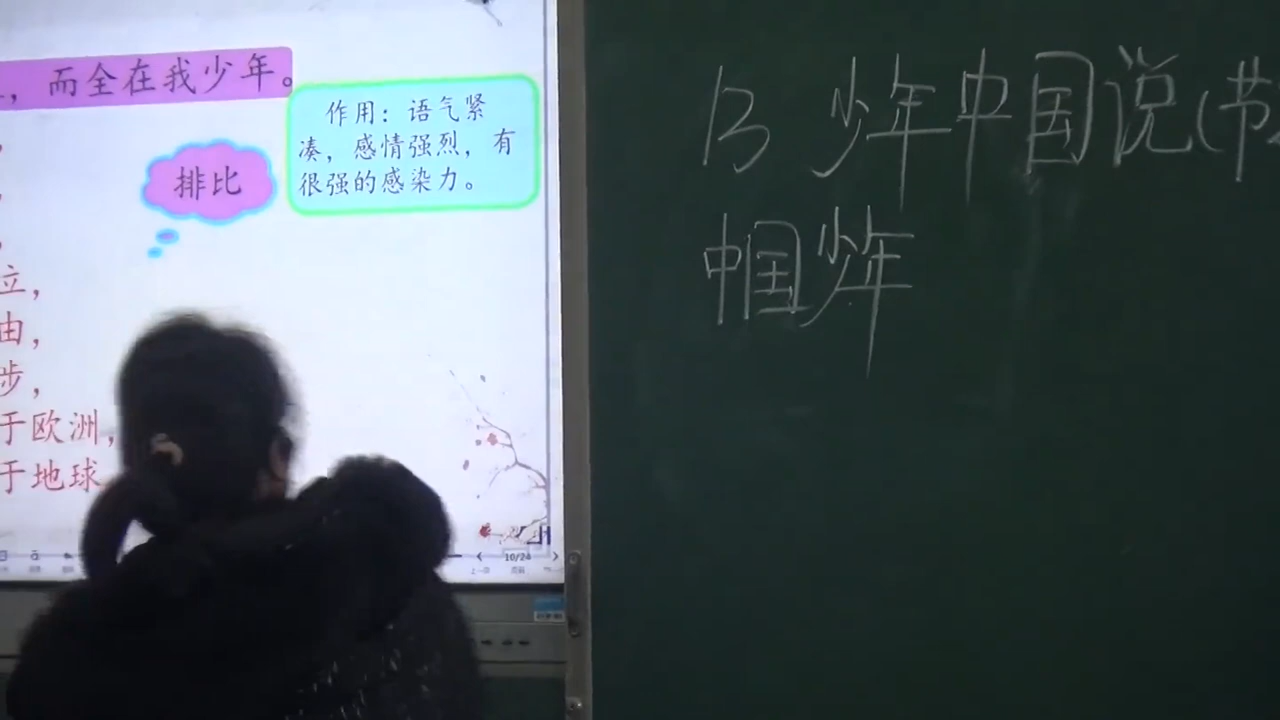 ，而全在我少年。
作用：语气紧
凑，感情强烈，有
很强的感染力。
排比
，
，
，
立，
由，
步，
于欧洲，
于地球
10/24
13 少年中国说(节
中国少年